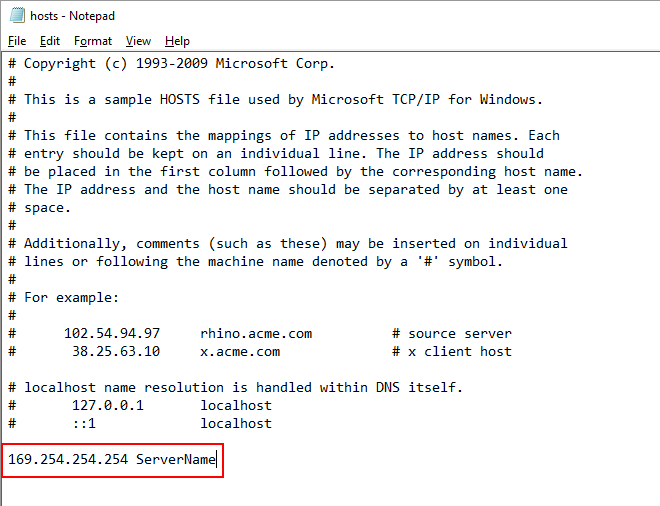 hosts - Notepad
File Edit Format View Help
# Copyright (c) 1993-2009 Microsoft Corp.
#
# This is a sample HOSTS file used by Microsoft TCP/IP for Windows.
#
# This file contains the mappings of IP addresses to host names. Each
# entry should be kept on an individual line. The IP address should
# be placed in the first column followed by the corresponding host name.
# The IP address and the host name should be separated by at least one
# space.
#
# Additionally, comments (such as these) may be inserted on individual
# lines or following the machine name denoted by a '#' symbol.
#
# For example:
#
#      102.54.94.97     rhino.acme.com          # source server
#       38.25.63.10     x.acme.com              # x client host

# localhost name resolution is handled within DNS itself.
#       127.0.0.1       localhost
#       ::1             localhost

169.254.254.254 ServerName